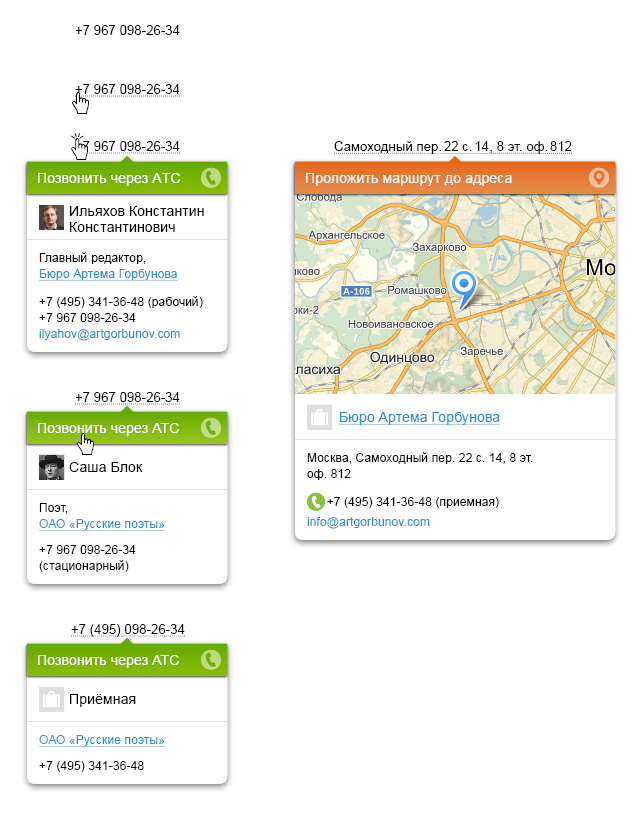 +7 967 098-26-34
+7 967 098-26-34
7 967 098-26-34
Позвонить через АТС
Ильяхов Константин
Константинович
Главный редактор,
Бюро Артема Горбунова
+7 (495) 341-36-48 (рабочий)
+7 967 098-26-34
ilyahov@artgorbunov.com
+7 967 098-26-34
Позвонить через АТС
Саша Блок
Поэт,
ОАО «Русские поэты»
+7 967 098-26-34
(стационарный)
+7 (495) 098-26-34
Позвонить через АТС
Приёмная
ОАО «Русские поэты»
+7 (495) 341-36-48
Самоходный пер. 22 с. 14, 8 эт. оф. 812
Проложить маршрут до адреса
Слобода
Архангельское
Захарково
ково
Мо
А-106
Ромашково
рки-2
Нововоивановское
Заречье
Одинцово
ласиха
Бюро Артема Горбунова
Москва, Самоходный пер. 22 с. 14, 8 эт.
оф. 812
+7 (495) 341-36-48 (приемная)
info@artgorbunov.com